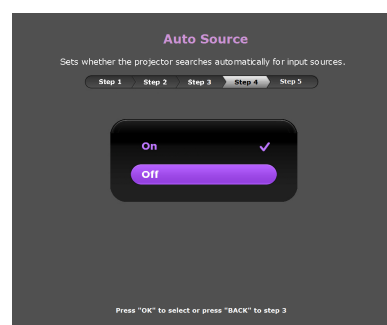 Auto Source
Sets whether the projector searches automatically for input sources.
Step 1 Step 2 Step 3 Step 4 Step 5
On
Off
Press "OK" to select or press "BACK" to step 3